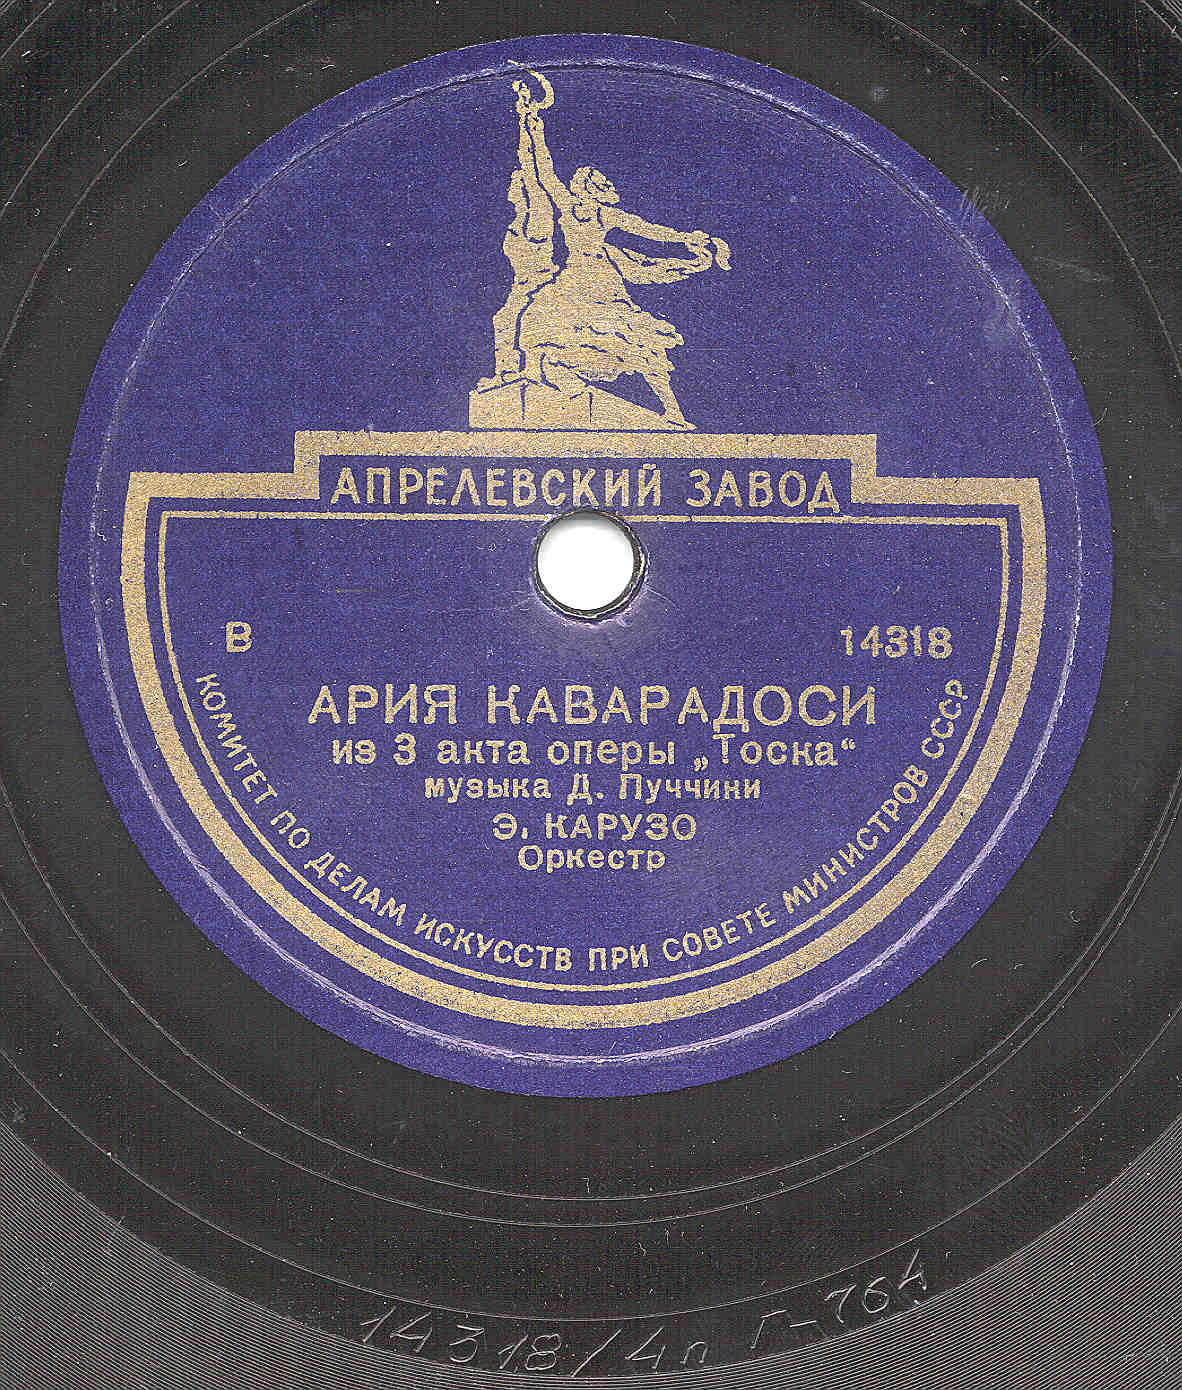 АПРЕЛЕВСКИЙ ЗАВОД
В 14318
АРИЯ КАВАРАДОСИ
из 3 акта оперы „Тоска“
музыка Д. Пуччини
Э. КАРУЗО
Оркестр
КОМИТЕТ ПО ДЕЛАМ ИСКУССТВ ПРИ СОВЕТЕ МИНИСТРОВ СССР
14318/4п Г-764